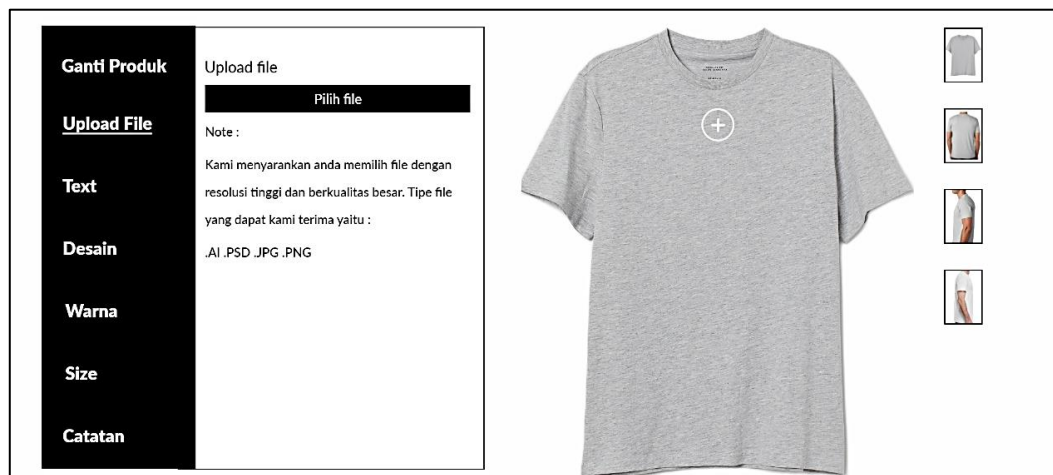 Ganti Produk
Upload File
Text
Desain
Warna
Size
Catatan
Upload file
Pilih file
Note :
Kami menyarankan anda memilih file dengan
resolusi tinggi dan berkualitas besar. Tipe file
yang dapat kami terima yaitu :
.AI .PSD .JPG .PNG